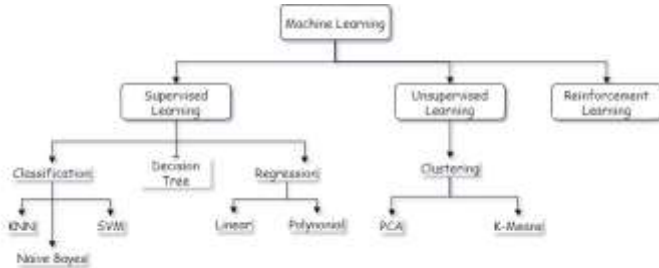 Machine Learning
Supervised
Learning
Unsupervised
Learning
Reinforcement
Learning
Classification
Decision
Tree
Regression
Clustering
KNN
SVM
Linear
Polynomial
PCA
K-Means
Naive Bayes